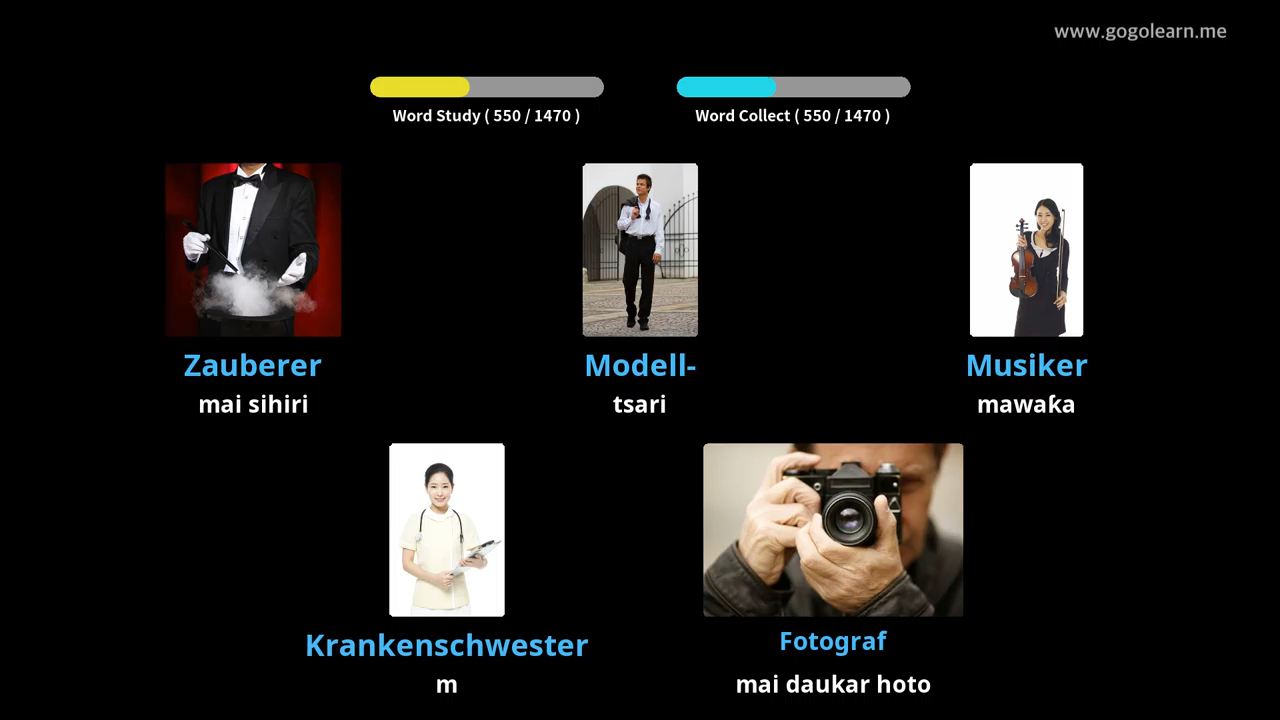 www.gogolearn.me
Word Study ( 550 / 1470 )
Word Collect ( 550 / 1470 )
Zauberer
mai sihiri
Modell-
tsari
Musiker
mawaƙa
Krankenschwester
m
Fotograf
mai daukar hoto